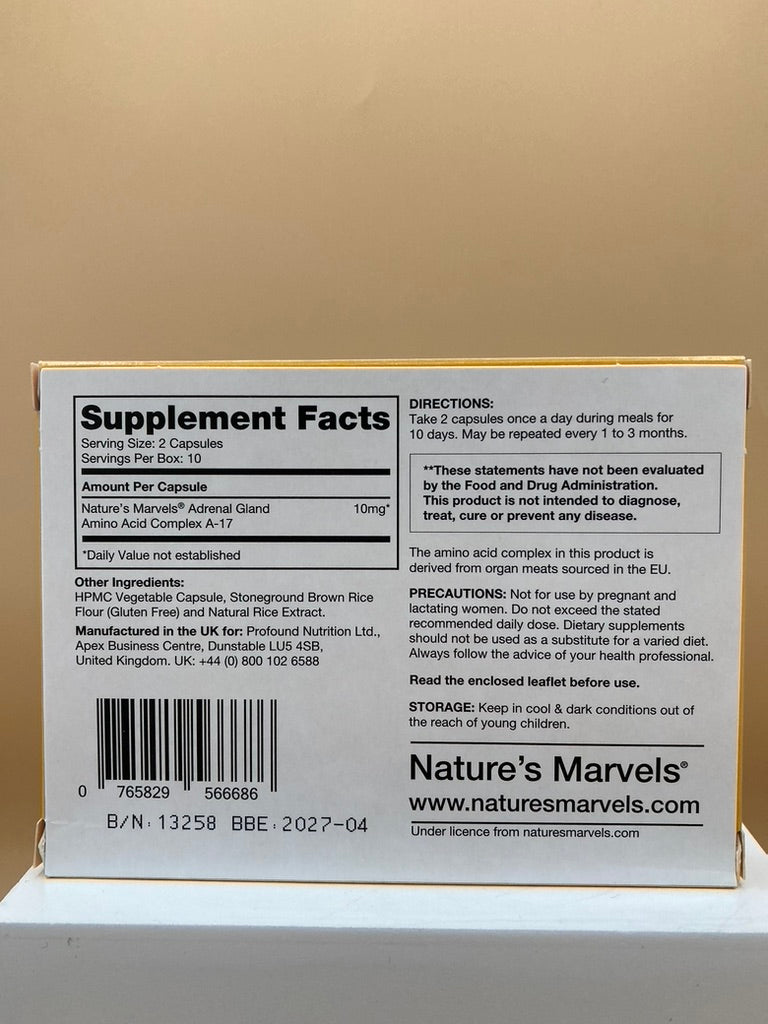 Supplement Facts
Serving Size: 2 Capsules
Servings Per Box: 10
Amount Per Capsule
Nature's Marvels® Adrenal Gland 10mg*
Amino Acid Complex A-17
*Daily Value not established
Other Ingredients:
HPMC Vegetable Capsule, Stoneground Brown Rice
Flour (Gluten Free) and Natural Rice Extract.
Manufactured in the UK for: Profound Nutrition Ltd.,
Apex Business Centre, Dunstable LU5 4SB,
United Kingdom. UK: +44 (0) 800 102 6588
0 765829 566686
B/N: 13258 BBE: 2027-04
DIRECTIONS:
Take 2 capsules once a day during meals for
10 days. May be repeated every 1 to 3 months.
**These statements have not been evaluated
by the Food and Drug Administration.
This product is not intended to diagnose,
treat, cure or prevent any disease.
The amino acid complex in this product is
derived from organ meats sourced in the EU.
PRECAUTIONS: Not for use by pregnant and
lactating women. Do not exceed the stated
recommended daily dose. Dietary supplements
should not be used as a substitute for a varied diet.
Always follow the advice of your health professional.
Read the enclosed leaflet before use.
STORAGE: Keep in cool & dark conditions out of
the reach of young children.
Nature's Marvels®
www.naturesmarvels.com
Under licence from naturesmarvels.com